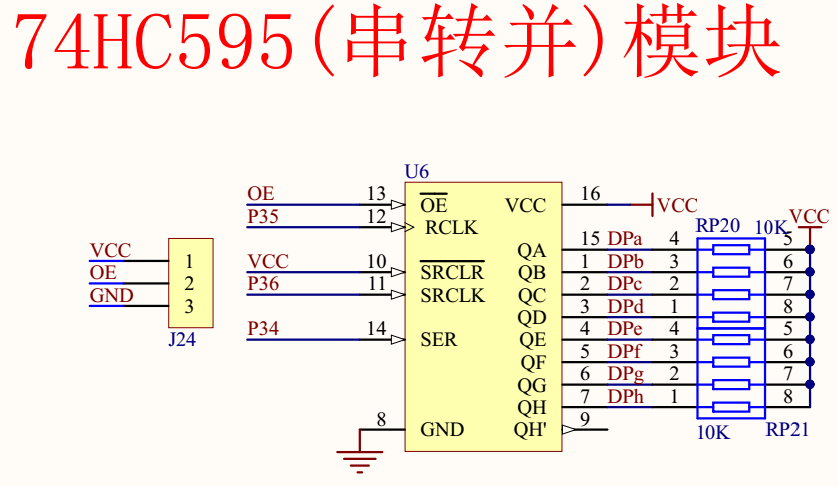 74HC595(串转并)模块
U6
OE 13 OE VCC 16 VCC
P35 12 RCLK RP20 10K VCC
QA 15 DPa 4 5
VCC 10 SRCLR QB 1 DPb 3 6
P36 11 SRCLK QC 2 DPc 2 7
QD 3 DPd 1 8
P34 14 SER QE 4 DPe 4 5
QF 5 DPf 3 6
QG 6 DPg 2 7
QH 7 DPh 1 8
8 GND QH' 9
10K RP21
VCC 1
OE 2
GND 3
J24